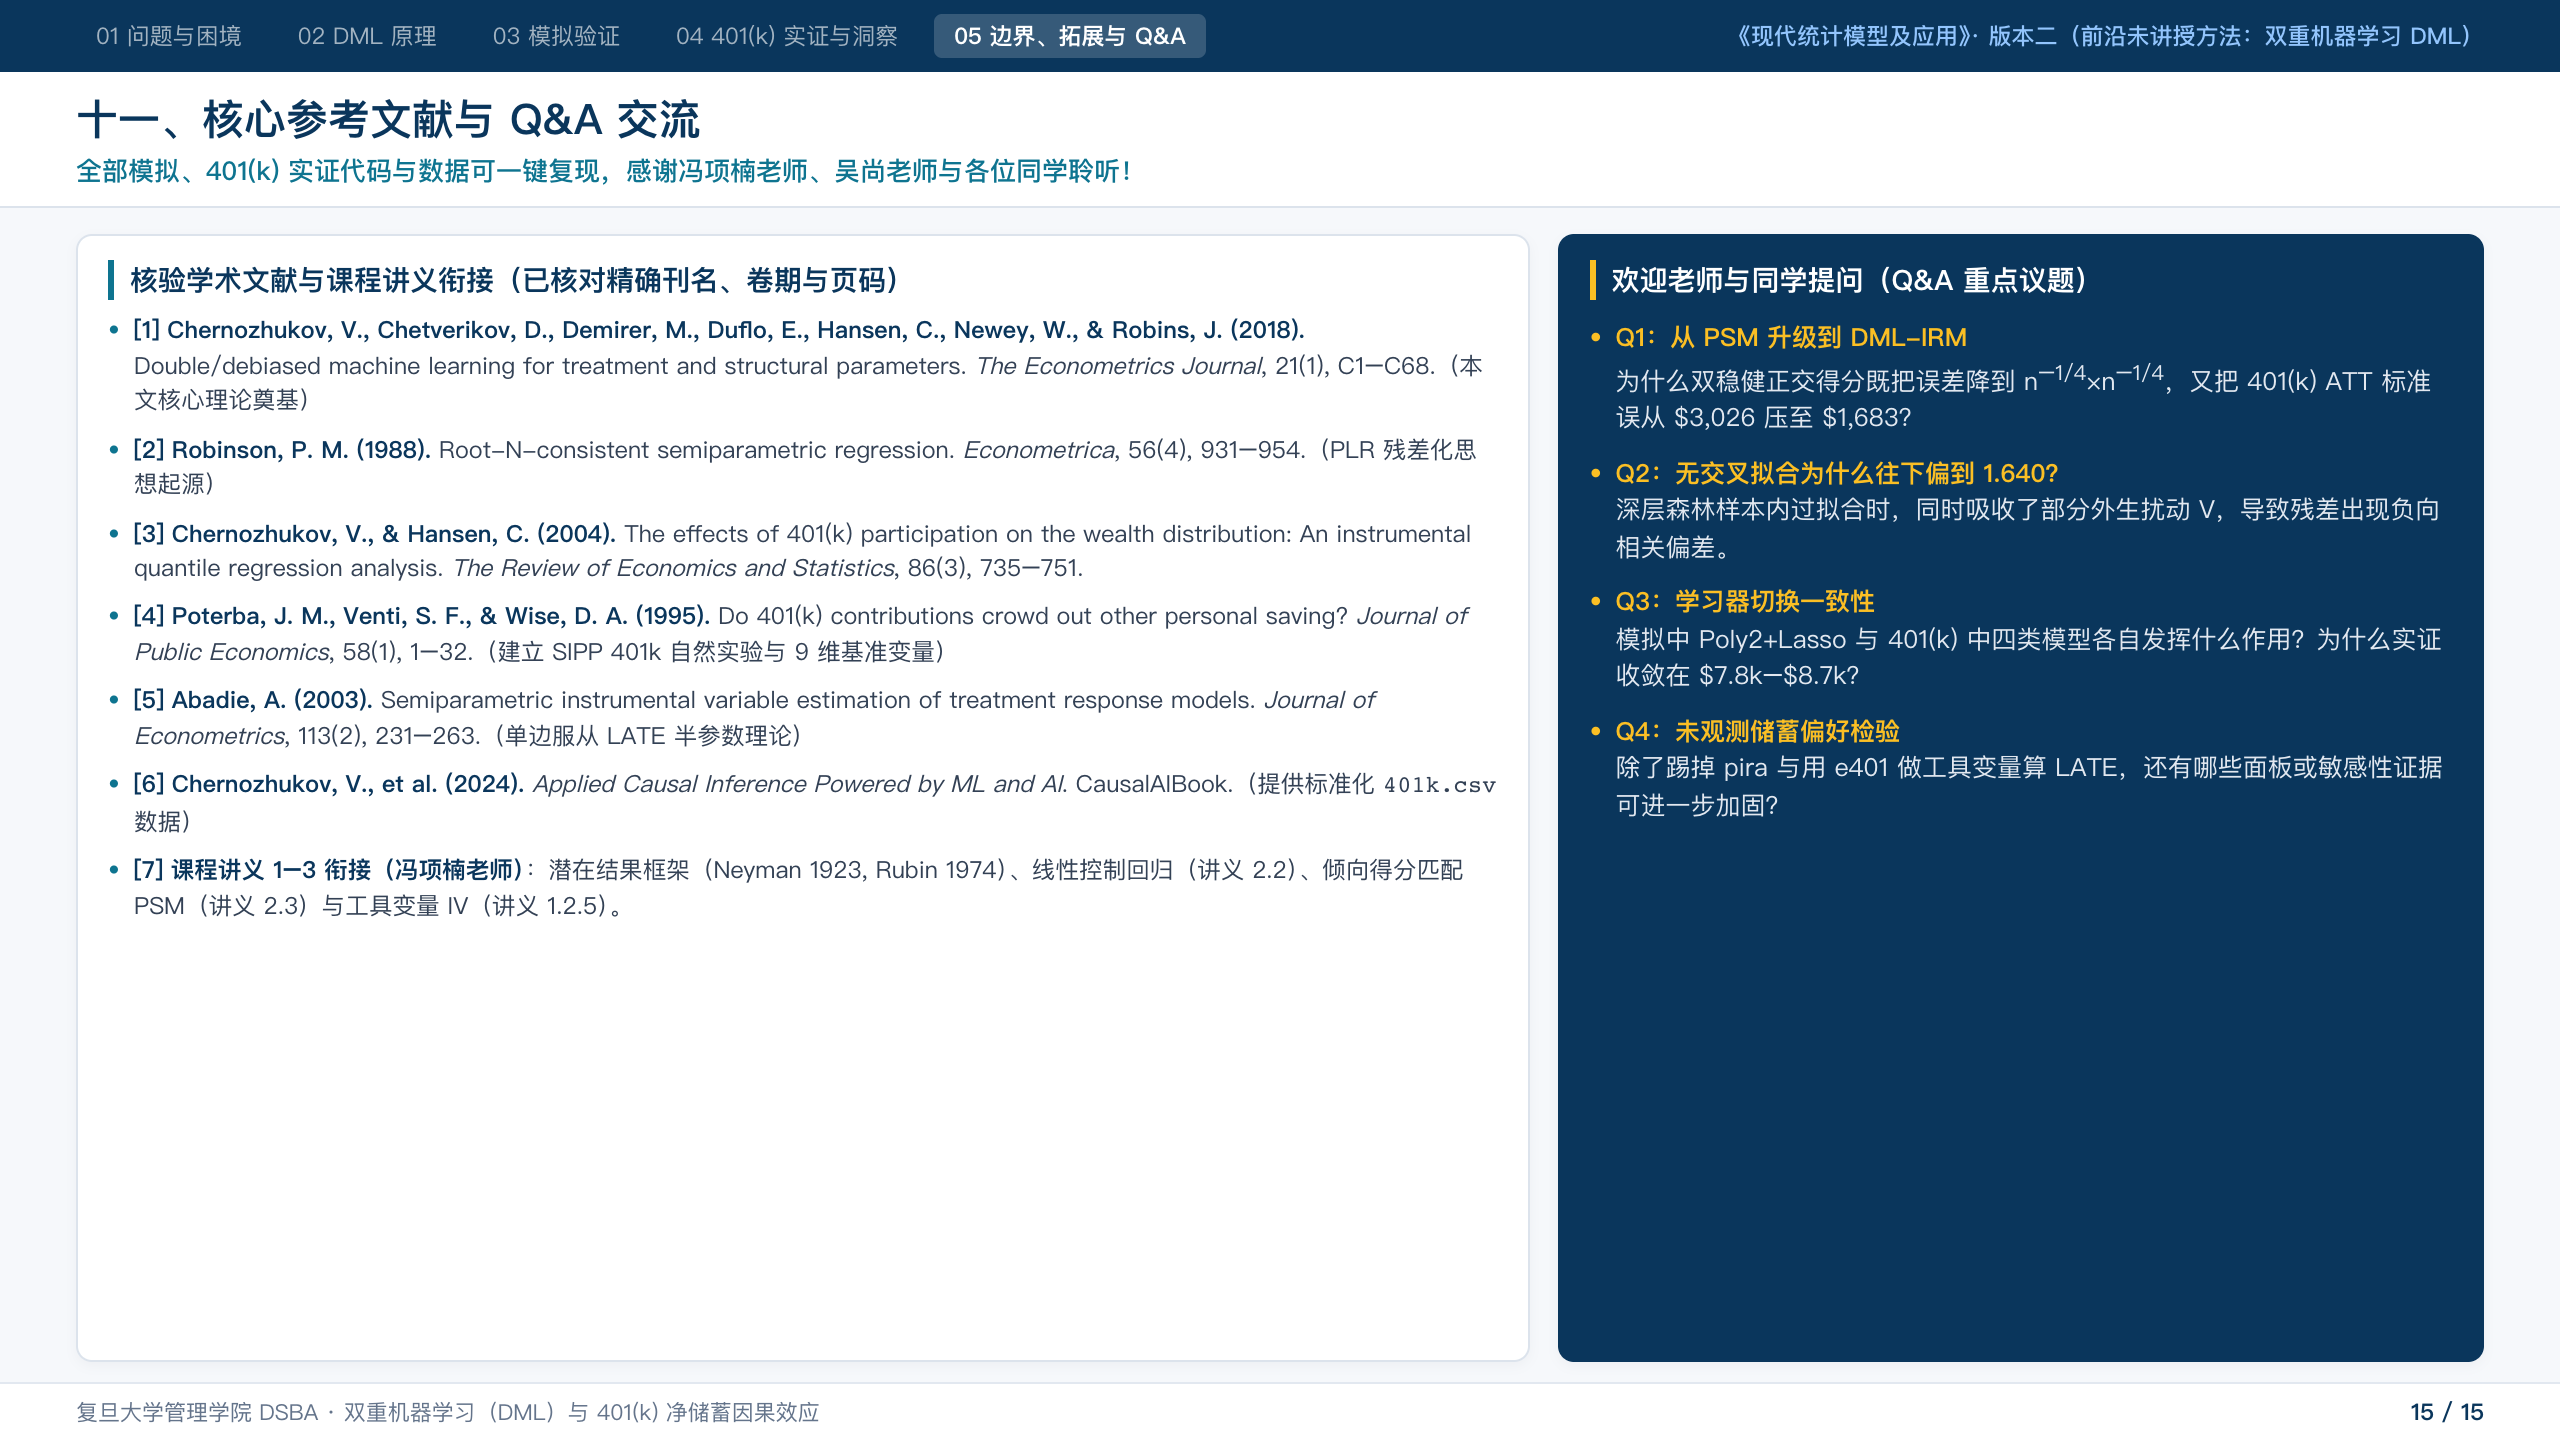 01 问题与困境
02 DML 原理
03 模拟验证
04 401(k) 实证与洞察
05 边界、拓展与 Q&A
《现代统计模型及应用》· 版本二（前沿未讲授方法：双重机器学习 DML）
十一、核心参考文献与 Q&A 交流
全部模拟、401(k) 实证代码与数据可一键复现，感谢冯项楠老师、吴尚老师与各位同学聆听！
核验学术文献与课程讲义衔接（已核对精确刊名、卷期与页码）
• [1] Chernozhukov, V., Chetverikov, D., Demirer, M., Duflo, E., Hansen, C., Newey, W., & Robins, J. (2018).
Double/debiased machine learning for treatment and structural parameters. The Econometrics Journal, 21(1), C1–C68.（本
文核心理论奠基）
• [2] Robinson, P. M. (1988). Root-N-consistent semiparametric regression. Econometrica, 56(4), 931–954.（PLR 残差化思
想起源）
• [3] Chernozhukov, V., & Hansen, C. (2004). The effects of 401(k) participation on the wealth distribution: An instrumental
quantile regression analysis. The Review of Economics and Statistics, 86(3), 735–751.
• [4] Poterba, J. M., Venti, S. F., & Wise, D. A. (1995). Do 401(k) contributions crowd out other personal saving? Journal of
Public Economics, 58(1), 1–32.（建立 SIPP 401k 自然实验与 9 维基准变量）
• [5] Abadie, A. (2003). Semiparametric instrumental variable estimation of treatment response models. Journal of
Econometrics, 113(2), 231–263.（单边服从 LATE 半参数理论）
• [6] Chernozhukov, V., et al. (2024). Applied Causal Inference Powered by ML and AI. CausalAIBook.（提供标准化 401k.csv
数据）
• [7] 课程讲义 1–3 衔接（冯项楠老师）：潜在结果框架（Neyman 1923, Rubin 1974）、线性控制回归（讲义 2.2）、倾向得分匹配
PSM（讲义 2.3）与工具变量 IV（讲义 1.2.5）。
欢迎老师与同学提问（Q&A 重点议题）
• Q1：从 PSM 升级到 DML-IRM
为什么双稳健正交得分既把误差降到 n⁻¹/⁴×n⁻¹/⁴，又把 401(k) ATT 标准
误从 $3,026 压至 $1,683?
• Q2：无交叉拟合为什么往下偏到 1.640?
深层森林样本内过拟合时，同时吸收了部分外生扰动 V，导致残差出现负向
相关偏差。
• Q3：学习器切换一致性
模拟中 Poly2+Lasso 与 401(k) 中四类模型各自发挥什么作用？为什么实证
收敛在 $7.8k–$8.7k?
• Q4：未观测储蓄偏好检验
除了踢掉 pira 与用 e401 做工具变量算 LATE，还有哪些面板或敏感性证据
可进一步加固?
复旦大学管理学院 DSBA · 双重机器学习（DML）与 401(k) 净储蓄因果效应
15 / 15